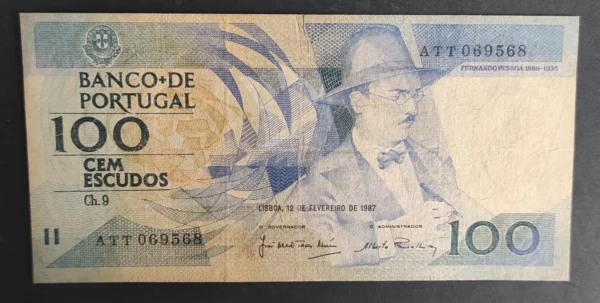 ATT 069568
FERNANDO PESSOA 1888-1935
BANCO DE
PORTUGAL
100
CEM
ESCUDOS
Ch. 9
LISBOA, 12 DE FEVEREIRO DE 1987
O GOVERNADOR
O ADMINISTRADOR
ATT 069568
100